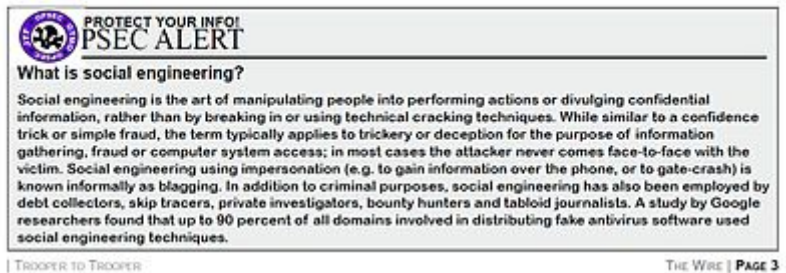 PROTECT YOUR INFO!
PSEC ALERT
What is social engineering?
Social engineering is the art of manipulating people into performing actions or divulging confidential
information, rather than by breaking in or using technical cracking techniques. While similar to a confidence
trick or simple fraud, the term typically applies to trickery or deception for the purpose of information
gathering, fraud or computer system access; in most cases the attacker never comes face-to-face with the
victim. Social engineering using impersonation (e.g. to gain information over the phone, or to gate-crash) is
known informally as blagging. In addition to criminal purposes, social engineering has also been employed by
debt collectors, skip tracers, private investigators, bounty hunters and tabloid journalists. A study by Google
researchers found that up to 90 percent of all domains involved in distributing fake antivirus software used
social engineering techniques.
| TROOPER TO TROOPER
THE WIRE | PAGE 3